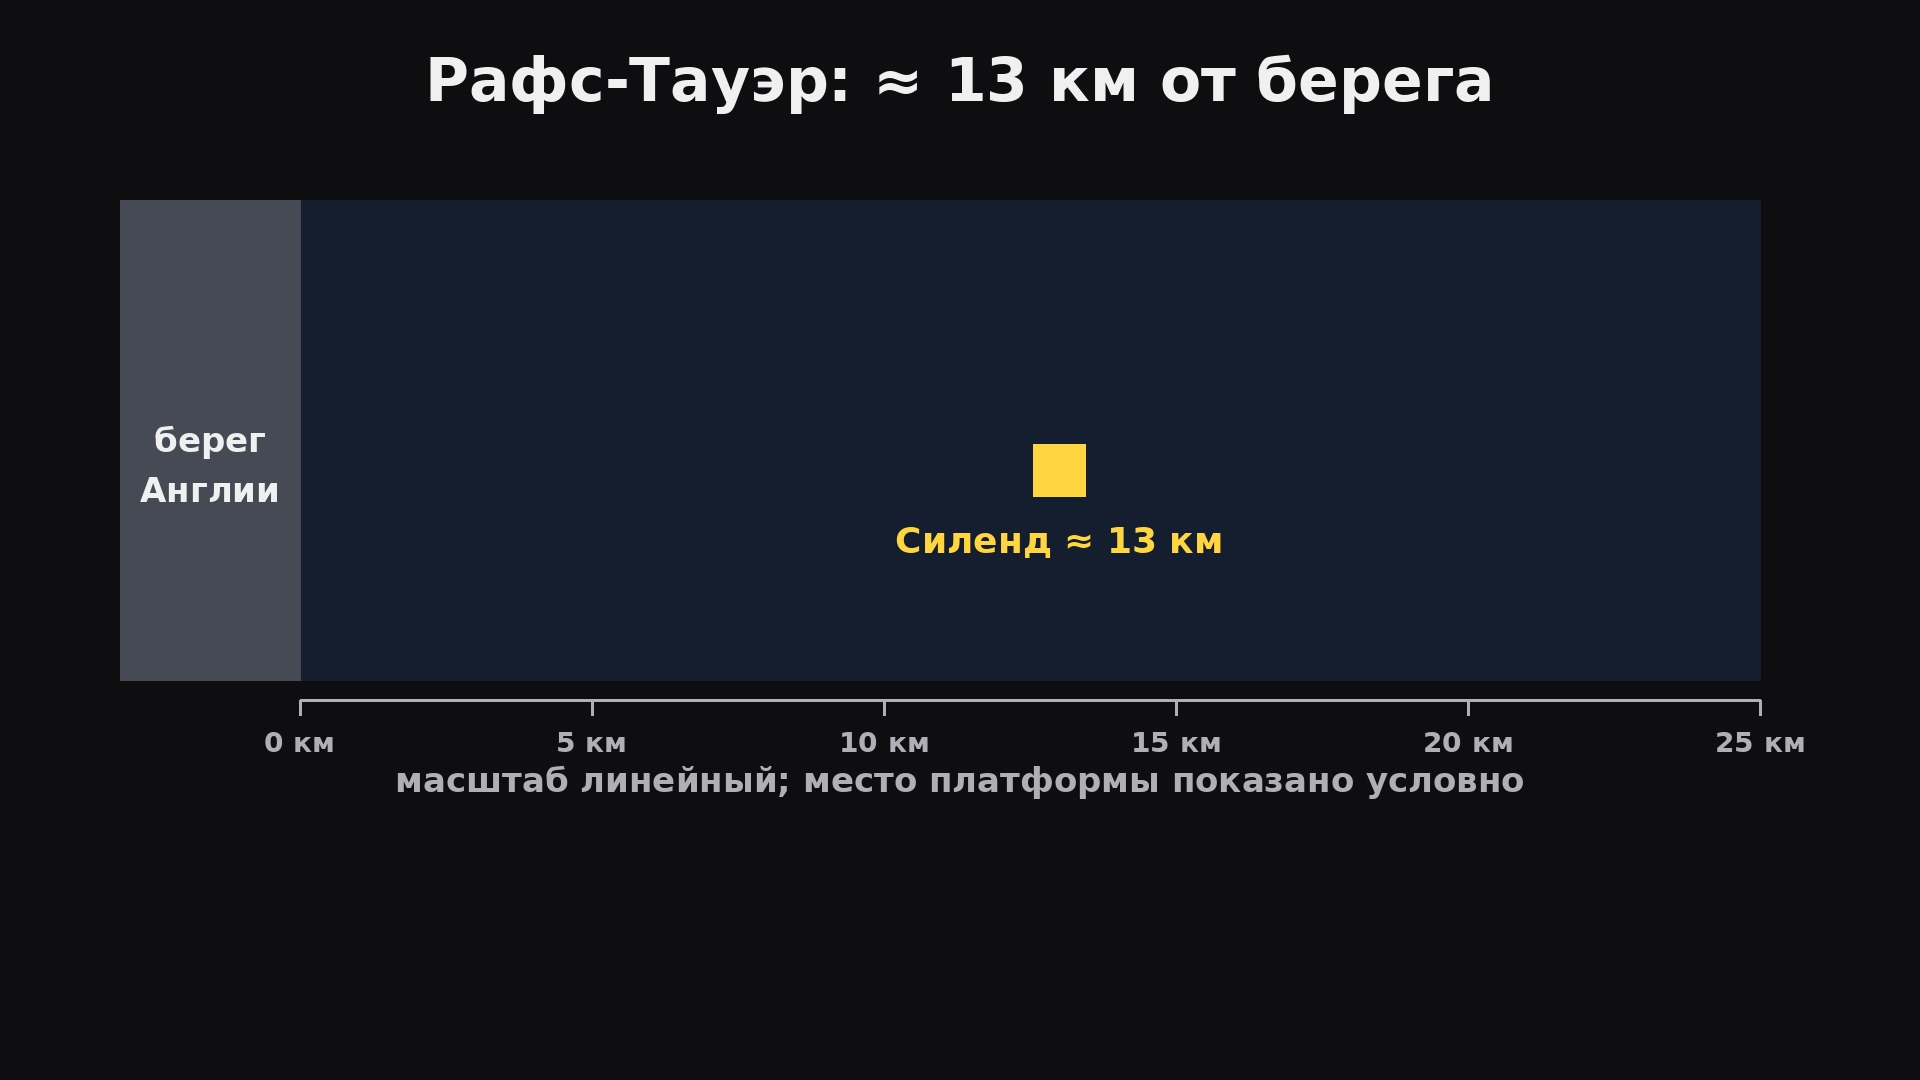 Рафс-Тауэр: ≈ 13 км от берега
берег
Англии
Силенд ≈ 13 км
0 км 5 км 10 км 15 км 20 км 25 км
масштаб линейный; место платформы показано условно